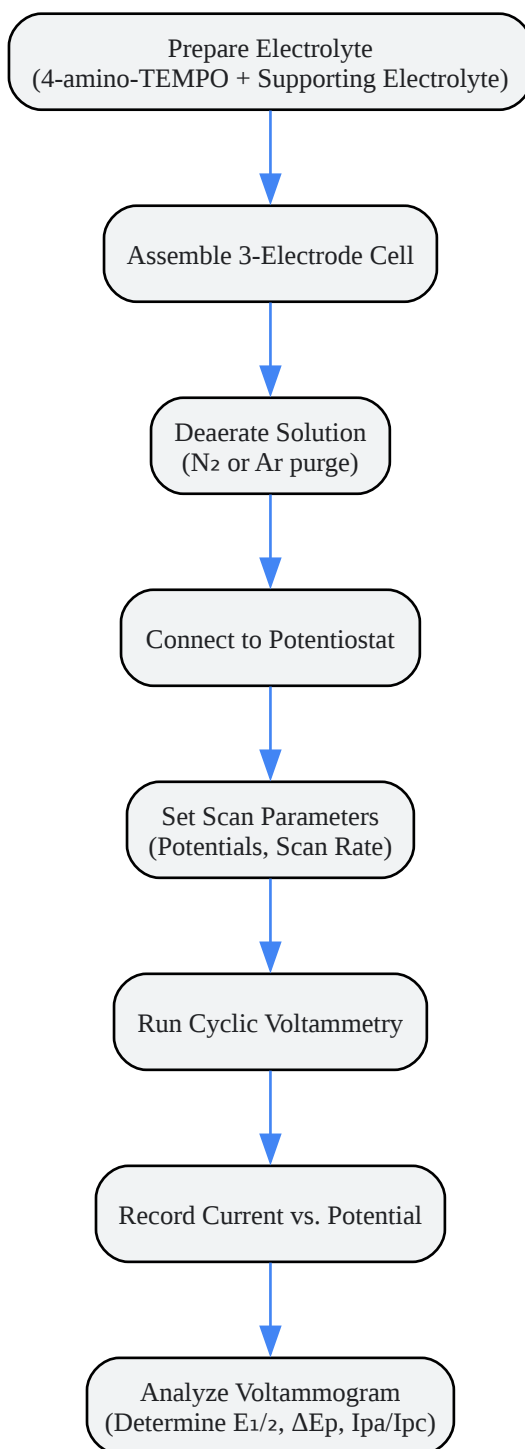 Prepare Electrolyte
(4-amino-TEMPO + Supporting Electrolyte)
Assemble 3-Electrode Cell
Deaerate Solution
(N₂ or Ar purge)
Connect to Potentiostat
Set Scan Parameters
(Potentials, Scan Rate)
Run Cyclic Voltammetry
Record Current vs. Potential
Analyze Voltammogram
(Determine E₁/₂, ΔEp, Ipa/Ipc)